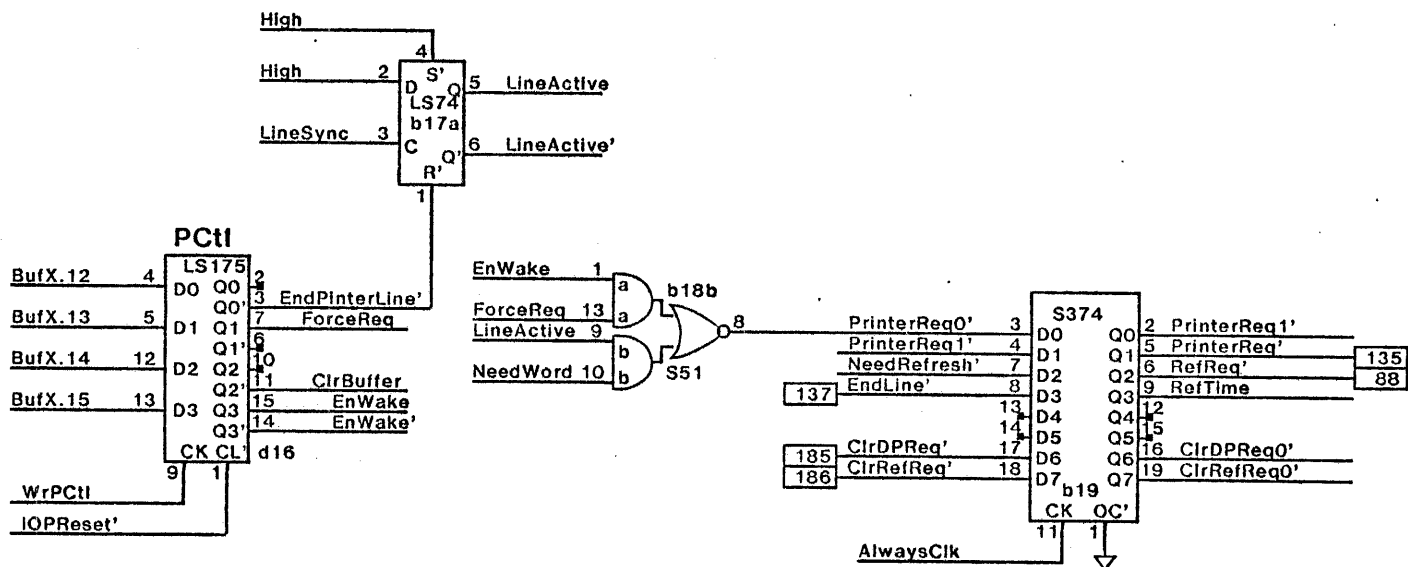 High
4
High 2 S' 5 LineActive
D Q
LS74
b17a
LineSync 3 C Q' 6 LineActive'
R'
1
PCtl
LS175
BufX.12 4 D0 Q0 2
Q0' 3 EndPinterLine'
BufX.13 5 D1 Q1 7 ForceReq
Q1' 6
BufX.14 12 D2 Q2 10
Q2' 11 ClrBuffer
BufX.15 13 D3 Q3 15 EnWake
Q3' 14 EnWake'
CK CL' d16
9 1
WrPCtl
IOPReset'
EnWake 1 a b18b
ForceReq 13 a 8
LineActive 9 b
NeedWord 10 b S51
S374
PrinterReq0' 3 D0 Q0 2 PrinterReq1'
PrinterReq1' 4 D1 Q1 5 PrinterReq' 135
NeedRefresh' 7 D2 Q2 6 RefReq' 88
137 EndLine' 8 D3 Q3 9 RefTime
13 D4 Q4 12
14 D5 Q5 15
185 ClrDPReq' 17 D6 Q6 16 ClrDPReq0'
186 ClrRefReq' 18 D7 Q7 19 ClrRefReq0'
b19
CK OC'
11 1
AlwaysClk